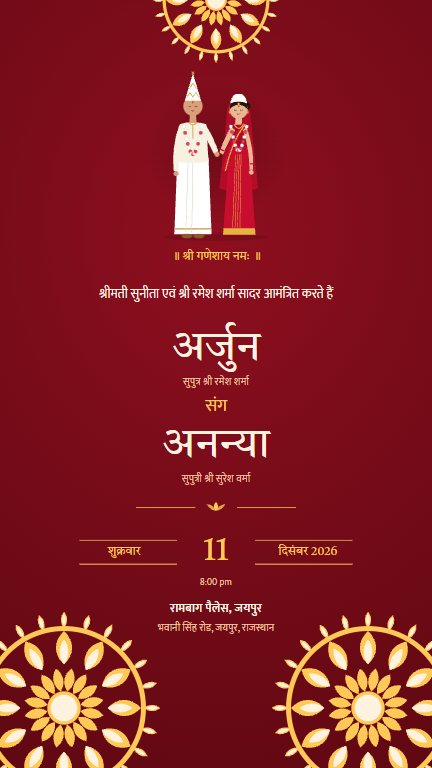 ॥ श्री गणेशाय नमः ॥
श्रीमती सुनीता एवं श्री रमेश शर्मा सादर आमंत्रित करते हैं
अर्जुन
सुपुत्र श्री रमेश शर्मा
संग
अनन्या
सुपुत्री श्री सुरेश वर्मा
शुक्रवार 11 दिसंबर 2026
8:00 pm
रामबाग पैलेस, जयपुर
भवानी सिंह रोड, जयपुर, राजस्थान